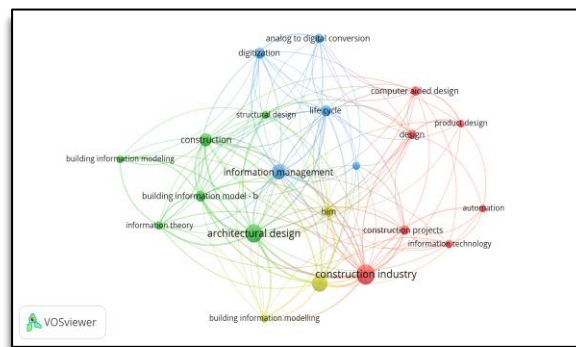 analog to digital conversion
digitization
computer aided design
structural design
life cycle
product design
construction
design
building information modeling
information management
building information model - b
bim
automation
information theory
architectural design
construction projects
information technology
construction industry
building information modelling
VOSviewer